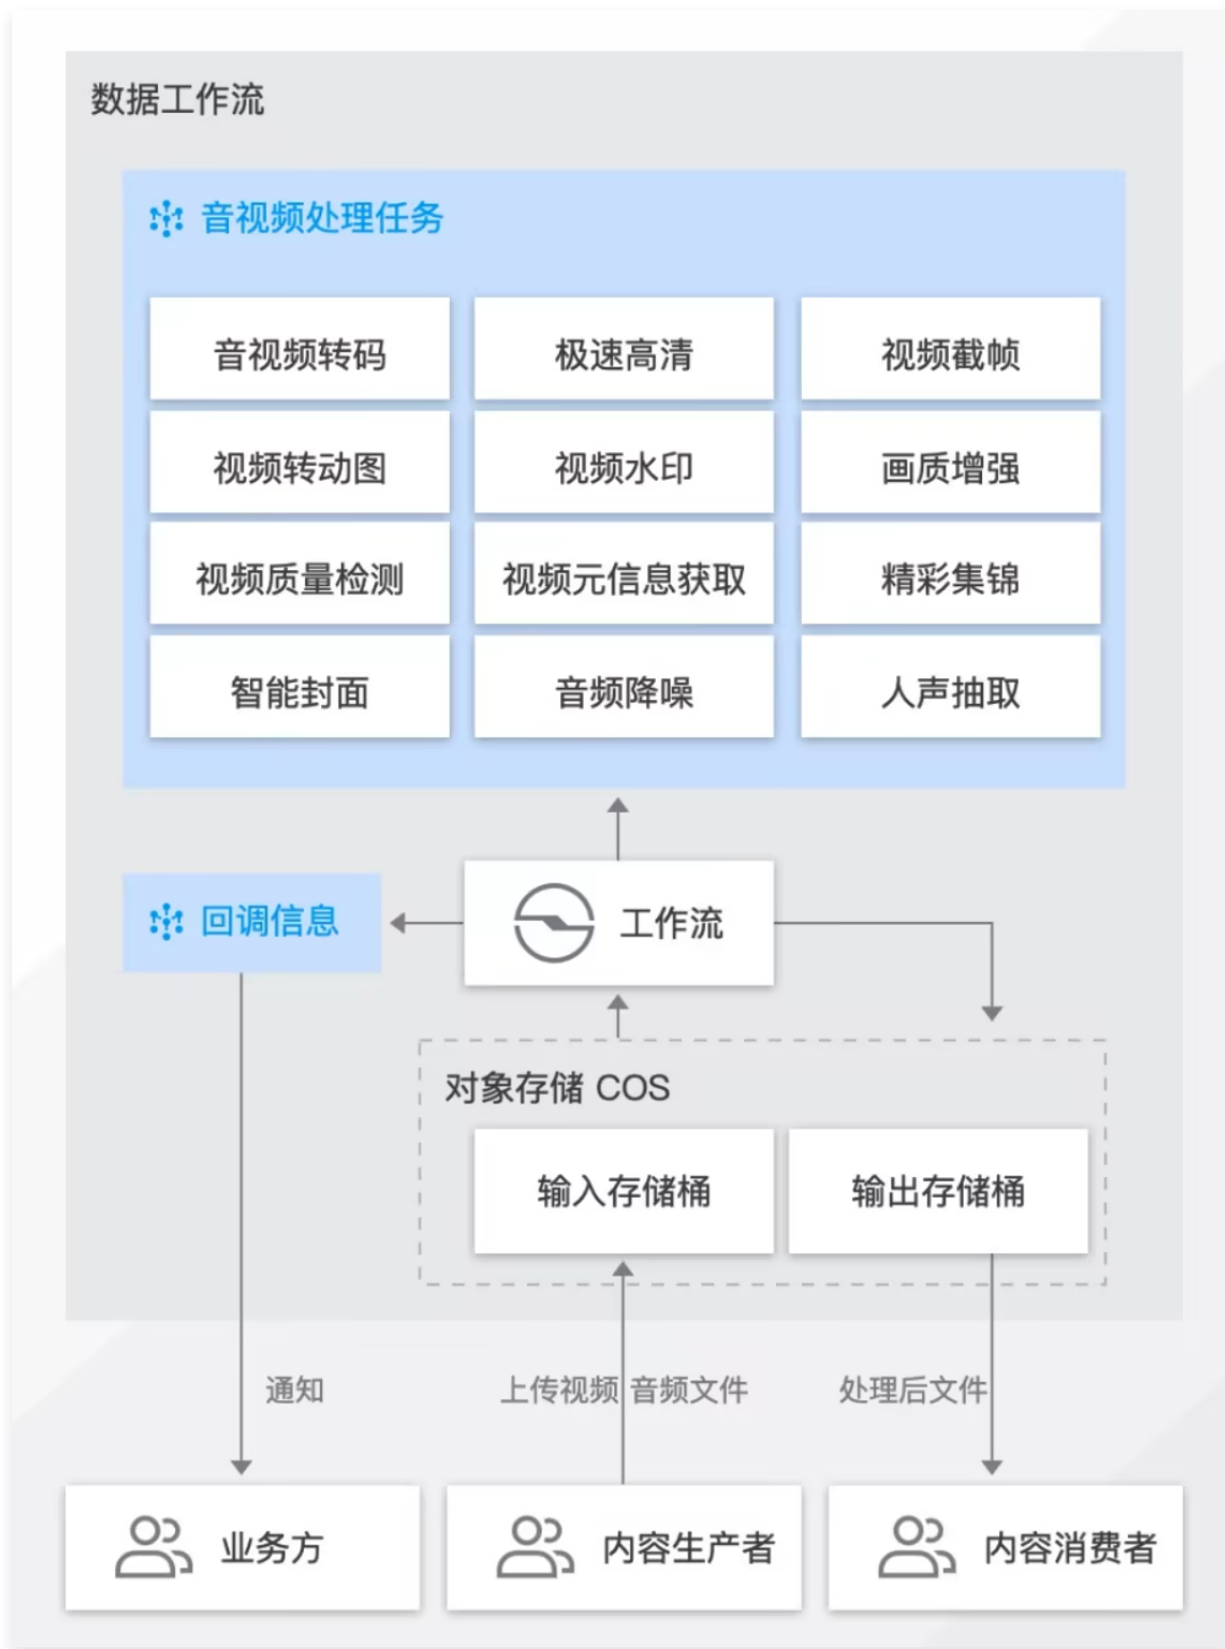 数据工作流
音视频处理任务
音视频转码
极速高清
视频截帧
视频转动图
视频水印
画质增强
视频质量检测
视频元信息获取
精彩集锦
智能封面
音频降噪
人声抽取
回调信息
工作流
对象存储 COS
输入存储桶
输出存储桶
通知
上传视频 音频文件
处理后文件
业务方
内容生产者
内容消费者